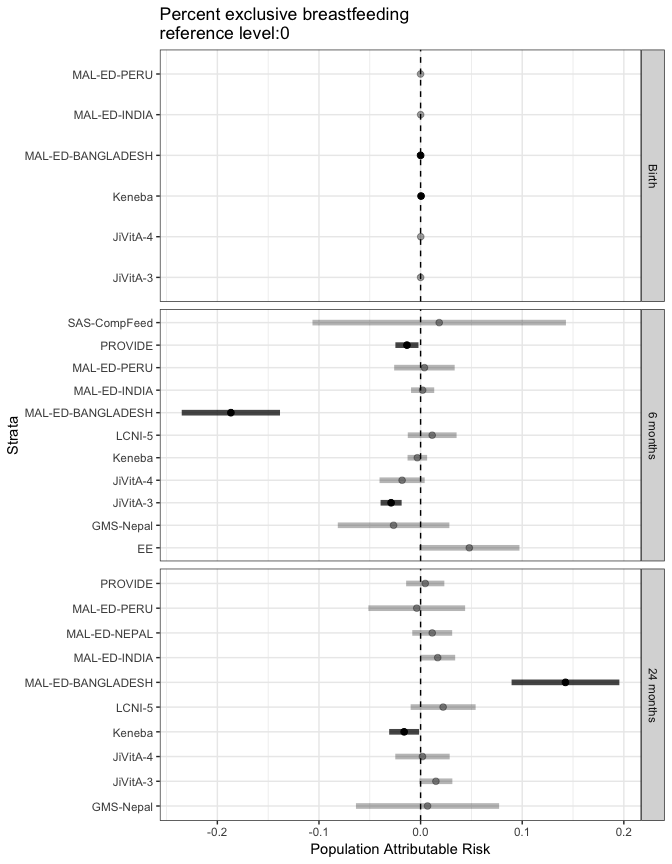 Percent exclusive breastfeeding
reference level:0
MAL-ED-PERU
MAL-ED-INDIA
MAL-ED-BANGLADESH
Keneba
JiVitA-4
JiVitA-3
Birth
SAS-CompFeed
PROVIDE
MAL-ED-PERU
MAL-ED-INDIA
MAL-ED-BANGLADESH
LCNI-5
Keneba
JiVitA-4
JiVitA-3
GMS-Nepal
EE
6 months
Strata
PROVIDE
MAL-ED-PERU
MAL-ED-NEPAL
MAL-ED-INDIA
MAL-ED-BANGLADESH
LCNI-5
Keneba
JiVitA-4
JiVitA-3
GMS-Nepal
24 months
-0.2 -0.1 0.0 0.1 0.2
Population Attributable Risk